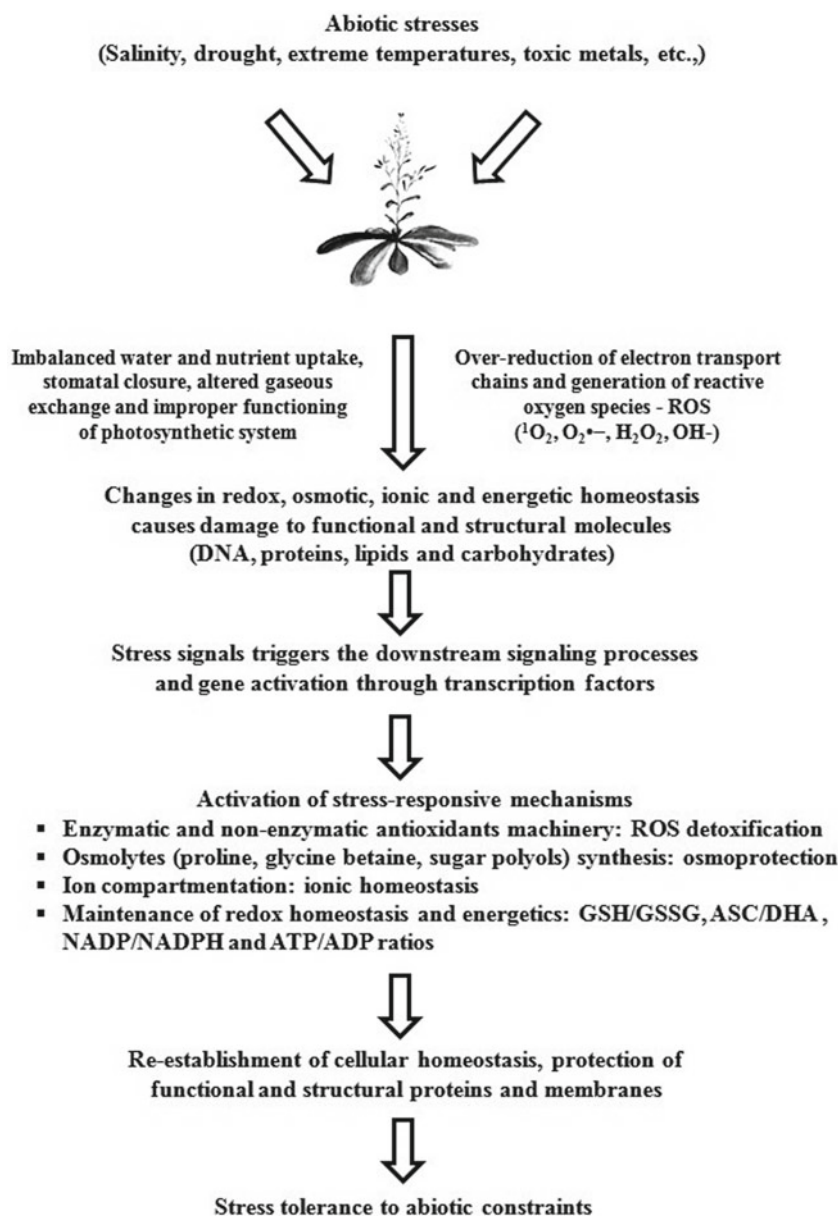 Abiotic stresses
(Salinity, drought, extreme temperatures, toxic metals, etc.,)
Imbalanced water and nutrient uptake,
stomatal closure, altered gaseous
exchange and improper functioning
of photosynthetic system
Over-reduction of electron transport
chains and generation of reactive
oxygen species - ROS
(¹O₂, O₂•–, H₂O₂, OH-)
Changes in redox, osmotic, ionic and energetic homeostasis
causes damage to functional and structural molecules
(DNA, proteins, lipids and carbohydrates)
Stress signals triggers the downstream signaling processes
and gene activation through transcription factors
Activation of stress-responsive mechanisms
▪ Enzymatic and non-enzymatic antioxidants machinery: ROS detoxification
▪ Osmolytes (proline, glycine betaine, sugar polyols) synthesis: osmoprotection
▪ Ion compartmentation: ionic homeostasis
▪ Maintenance of redox homeostasis and energetics: GSH/GSSG, ASC/DHA,
NADP/NADPH and ATP/ADP ratios
Re-establishment of cellular homeostasis, protection of
functional and structural proteins and membranes
Stress tolerance to abiotic constraints